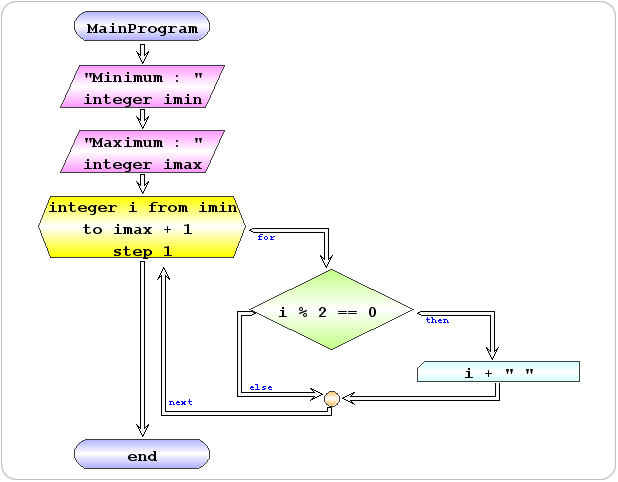 MainProgram
"Minimum : "
integer imin
"Maximum : "
integer imax
integer i from imin
to imax + 1
step 1
for
i % 2 == 0
then
i + " "
else
next
end